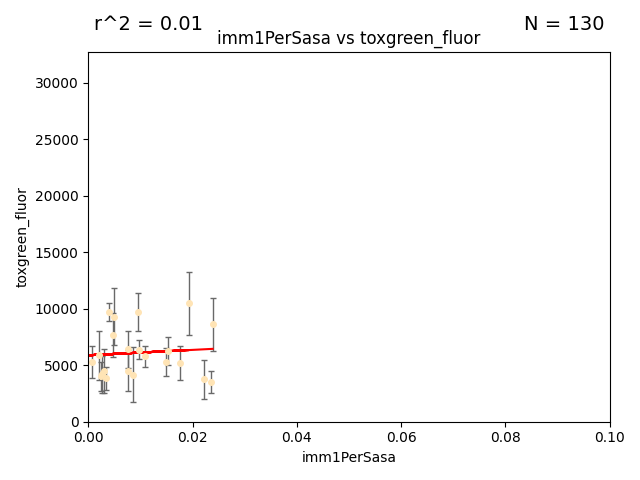 r^2 = 0.01
N = 130
imm1PerSasa vs toxgreen_fluor
30000
25000
20000
15000
10000
5000
0
toxgreen_fluor
0.00
0.02
0.04
0.06
0.08
0.10
imm1PerSasa